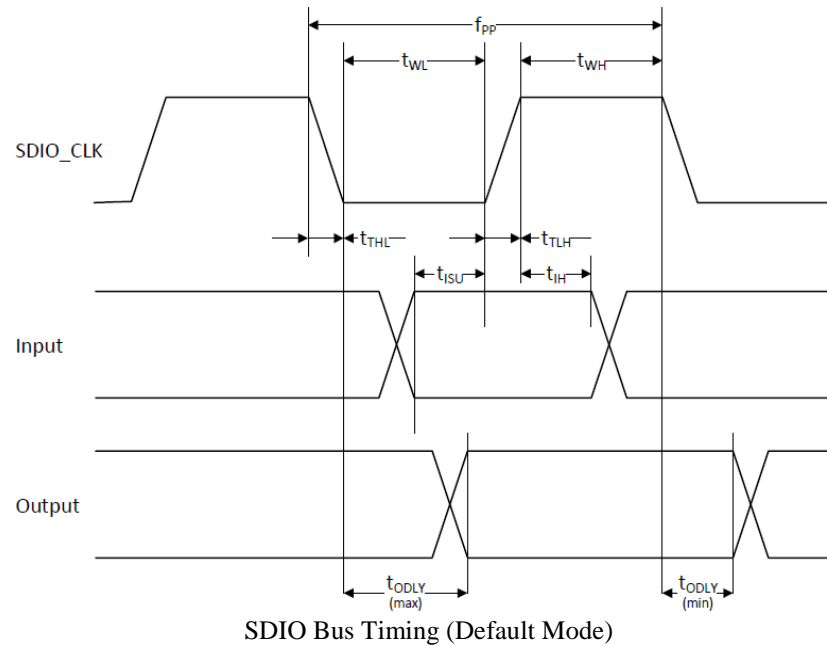 fPP
tWL
tWH
SDIO_CLK
tTHL
tTLH
tISU
tIH
Input
Output
tODLY
(max)
tODLY
(min)
SDIO Bus Timing (Default Mode)